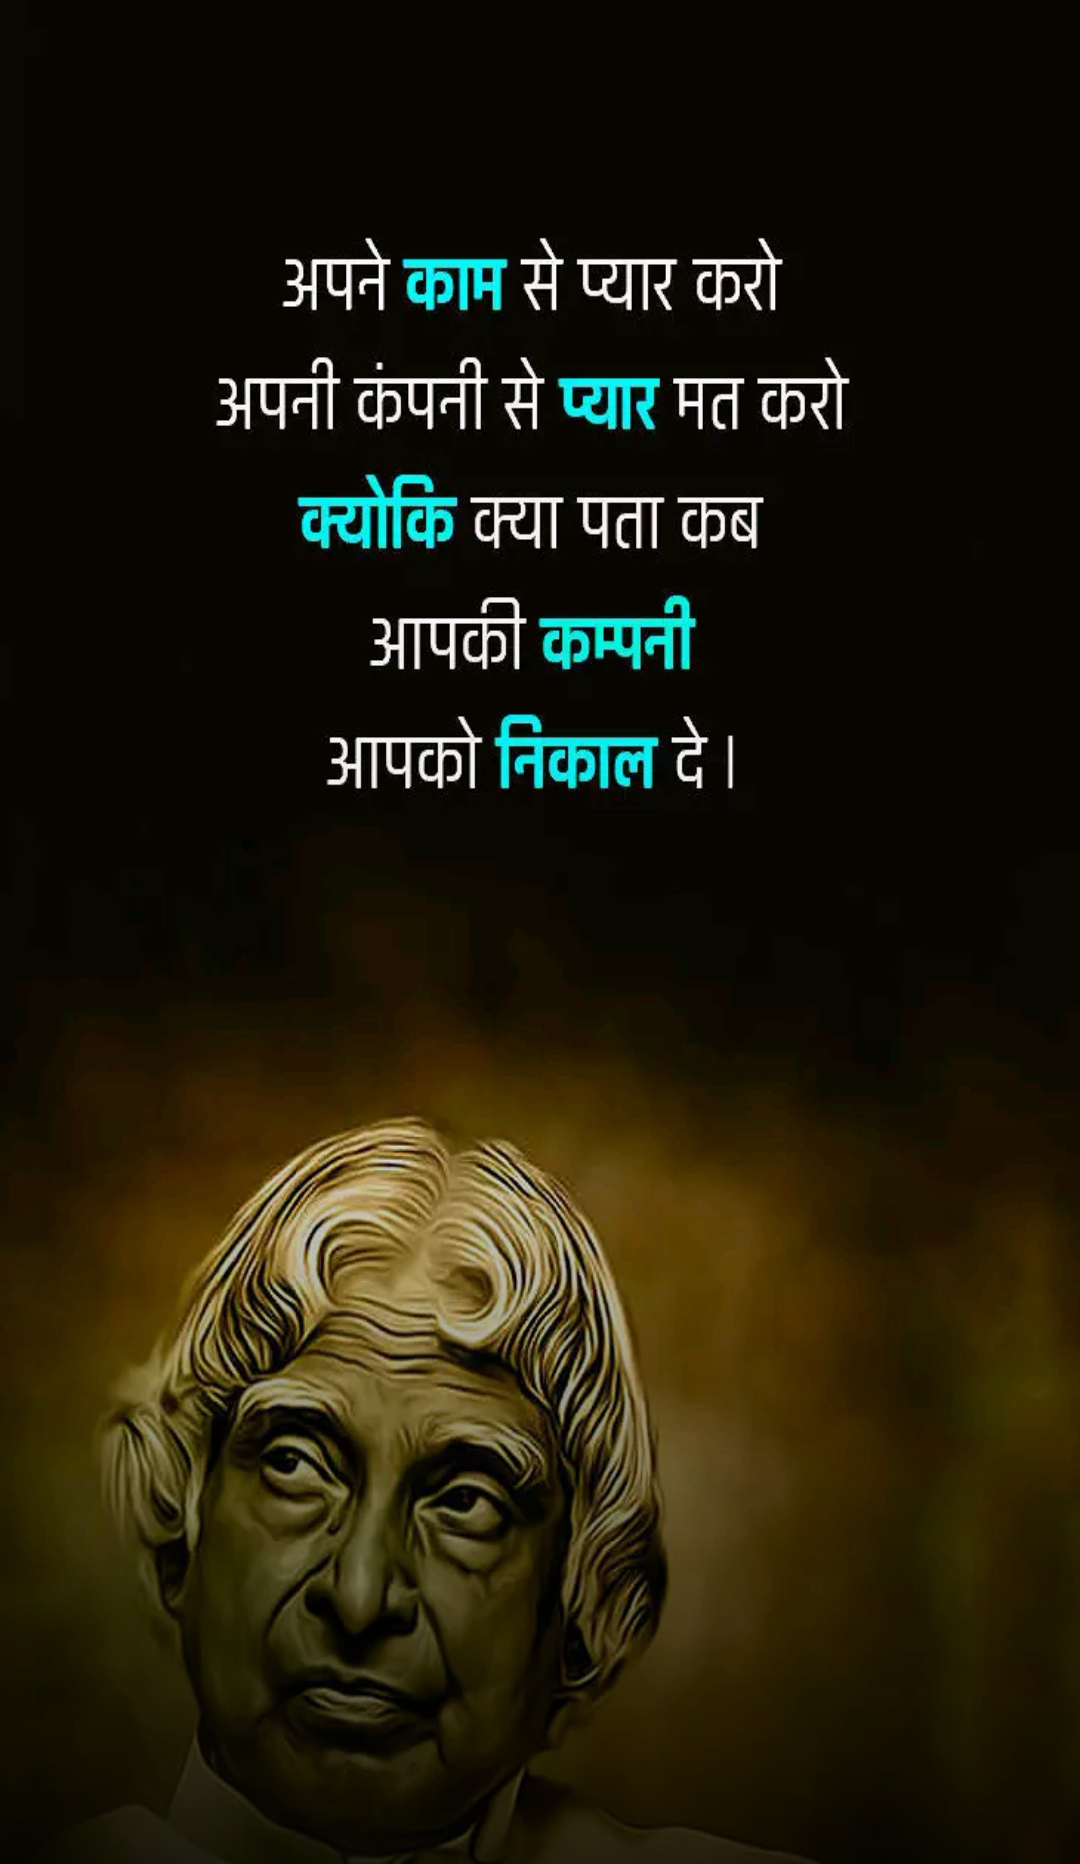 अपने काम से प्यार करो
अपनी कंपनी से प्यार मत करो
क्योकि क्या पता कब
आपकी कम्पनी
आपको निकाल दे।